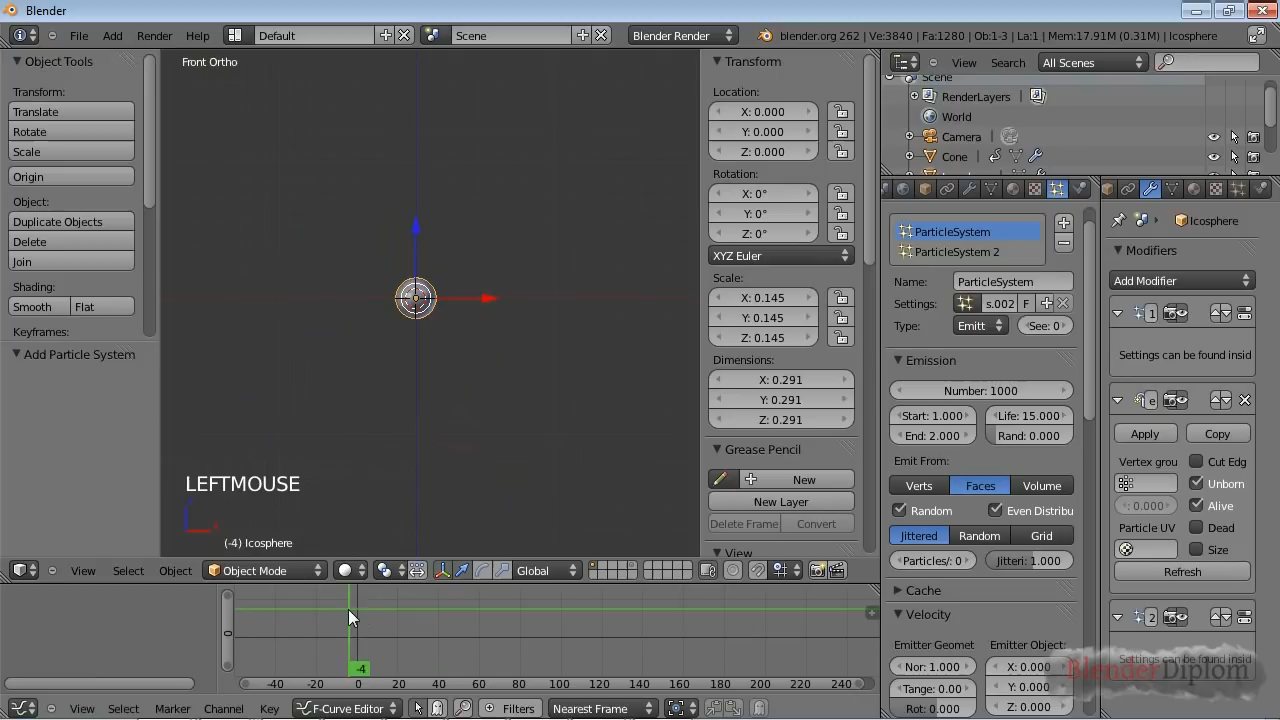 Blender
File Add Render Help Default Scene Blender Render blender.org 262 | Ve:3840 | Fa:1280 | Ob:1-3 | La:1 | Mem:17.91M (0.31M) | Icosphere
Object Tools
Transform:
Translate
Rotate
Scale
Origin
Object:
Duplicate Objects
Delete
Join
Shading:
Smooth Flat
Keyframes:
Add Particle System
Front Ortho
LEFTMOUSE
(-4) Icosphere
Transform
Location:
X: 0.000
Y: 0.000
Z: 0.000
Rotation:
X: 0°
Y: 0°
Z: 0°
XYZ Euler
Scale:
X: 0.145
Y: 0.145
Z: 0.145
Dimensions:
X: 0.291
Y: 0.291
Z: 0.291
Grease Pencil
New
New Layer
Delete Frame Convert
View
View Select Object Object Mode Global
-4
-40 -20 0 20 40 60 80 100 120 140 160 180 200 220 240
0
View Select Marker Channel Key F-Curve Editor Filters Nearest Frame
View Search All Scenes
Scene
RenderLayers |
World
Camera |
Cone
ParticleSystem
ParticleSystem 2
Name: ParticleSystem
Settings: s.002 F
Type: Emitt See: 0
Emission
Number: 1000
Start: 1.000 Life: 15.000
End: 2.000 Rand: 0.000
Emit From:
Verts Faces Volume
Random Even Distribu
Jittered Random Grid
Particles/: 0 Jitteri: 1.000
Cache
Velocity
Emitter Geomet Emitter Object:
Nor: 1.000 X: 0.000
Tange: 0.00 Y: 0.000
Rot: 0.000 Z: 0.000
Icosphere
Modifiers
Add Modifier
1
Settings can be found insid
e
Apply Copy
Vertex grou Cut Edg
Unborn
: 0.000 Alive
Particle UV Dead
Size
Refresh
2
Settings can be found insid
BlenderDiplom